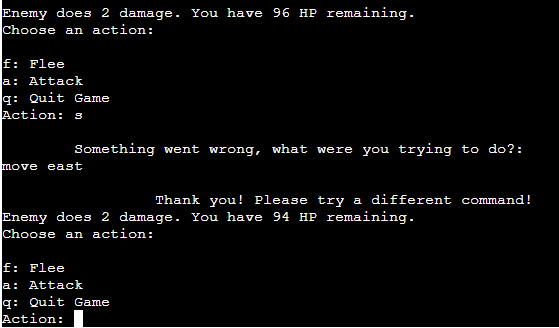 Enemy does 2 damage. You have 96 HP remaining.
Choose an action:
f: Flee
a: Attack
q: Quit Game
Action: s
Something went wrong, what were you trying to do?:
move east
Thank you! Please try a different command!
Enemy does 2 damage. You have 94 HP remaining.
Choose an action:
f: Flee
a: Attack
q: Quit Game
Action: